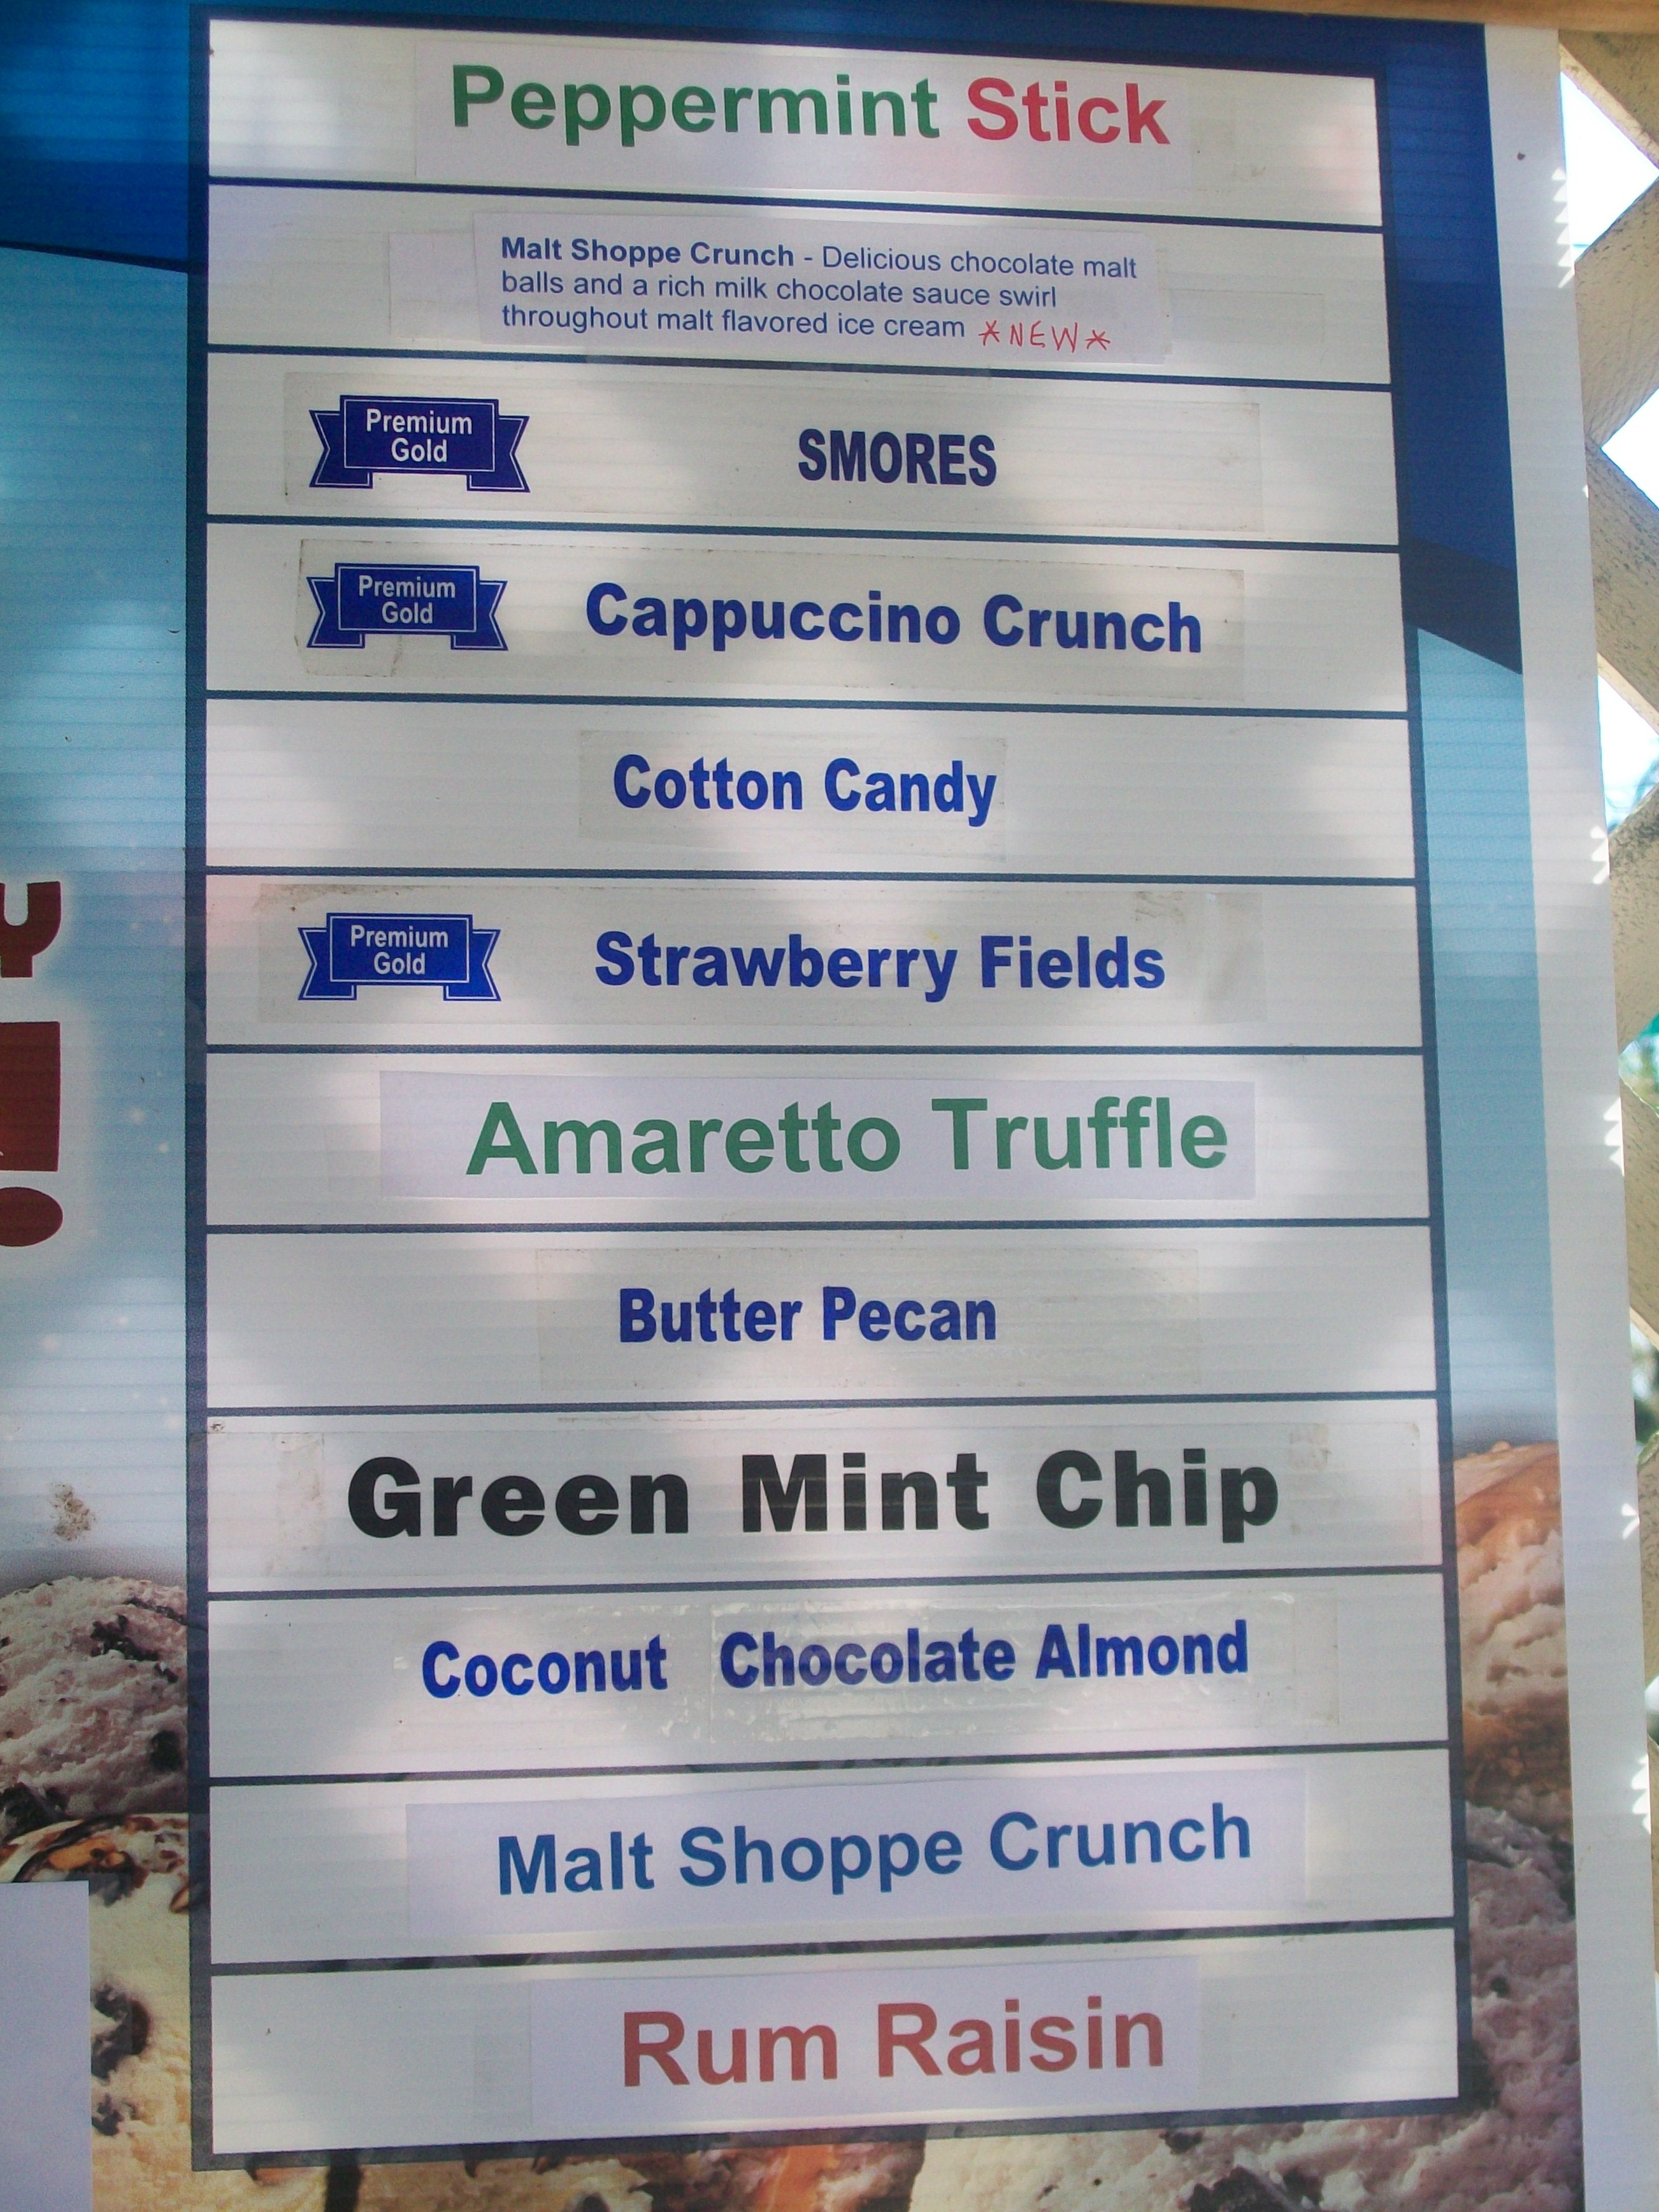 Peppermint Stick
Malt Shoppe Crunch - Delicious chocolate malt
balls and a rich milk chocolate sauce swirl
throughout malt flavored ice cream *NEW*
Premium
Gold
SMORES
Premium
Gold
Cappuccino Crunch
Cotton Candy
Premium
Gold
Strawberry Fields
Amaretto Truffle
Butter Pecan
Green Mint Chip
Coconut Chocolate Almond
Malt Shoppe Crunch
Rum Raisin